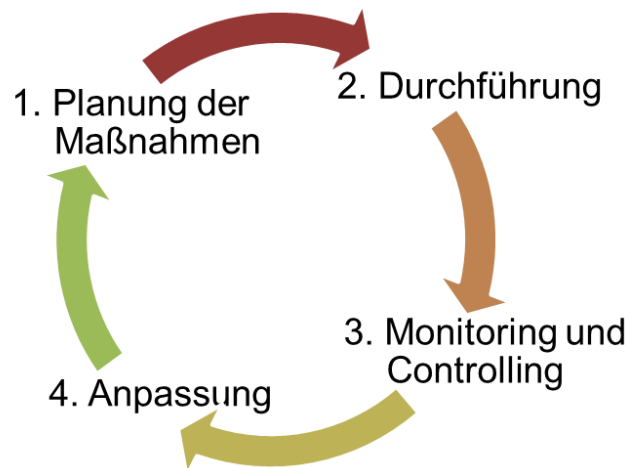 1. Planung der
Maßnahmen
2. Durchführung
3. Monitoring und
Controlling
4. Anpassung